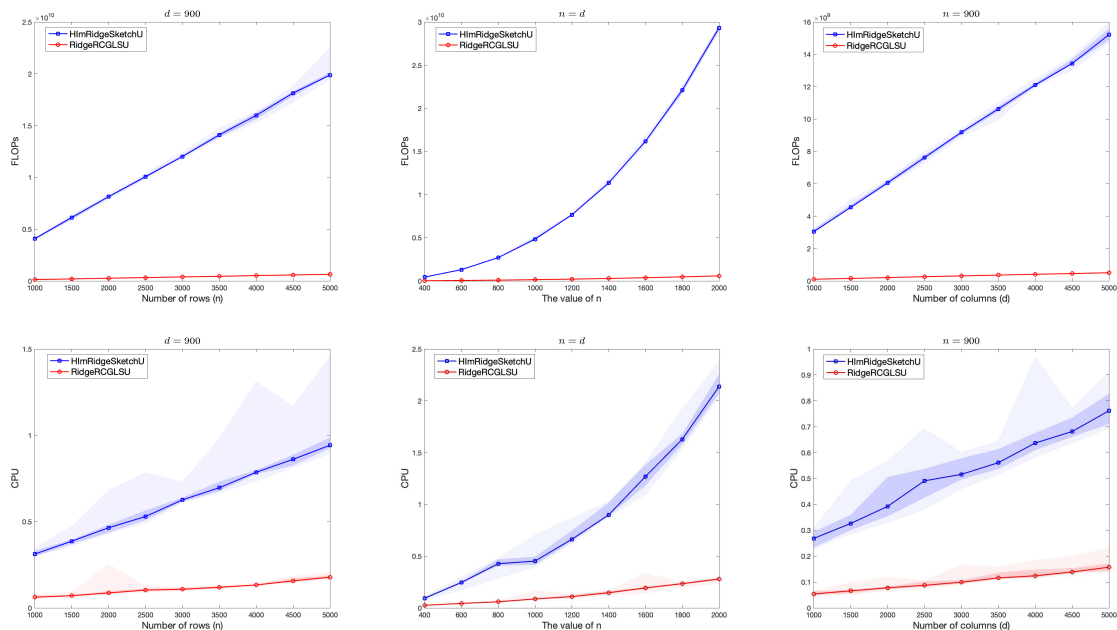 d = 900
×10^10
2.5
2
1.5
1
0.5
0
FLOPs
HImRidgeSketchU
RidgeRCGLSU
1000 1500 2000 2500 3000 3500 4000 4500 5000
Number of rows (n)
n = d
×10^10
3
2.5
2
1.5
1
0.5
0
FLOPs
HImRidgeSketchU
RidgeRCGLSU
400 600 800 1000 1200 1400 1600 1800 2000
The value of n
n = 900
×10^9
16
14
12
10
8
6
4
2
0
FLOPs
HImRidgeSketchU
RidgeRCGLSU
1000 1500 2000 2500 3000 3500 4000 4500 5000
Number of columns (d)
d = 900
1.5
1
0.5
0
CPU
HImRidgeSketchU
RidgeRCGLSU
1000 1500 2000 2500 3000 3500 4000 4500 5000
Number of rows (n)
n = d
2.5
2
1.5
1
0.5
0
CPU
HImRidgeSketchU
RidgeRCGLSU
400 600 800 1000 1200 1400 1600 1800 2000
The value of n
n = 900
1
0.9
0.8
0.7
0.6
0.5
0.4
0.3
0.2
0.1
0
CPU
HImRidgeSketchU
RidgeRCGLSU
1000 1500 2000 2500 3000 3500 4000 4500 5000
Number of columns (d)